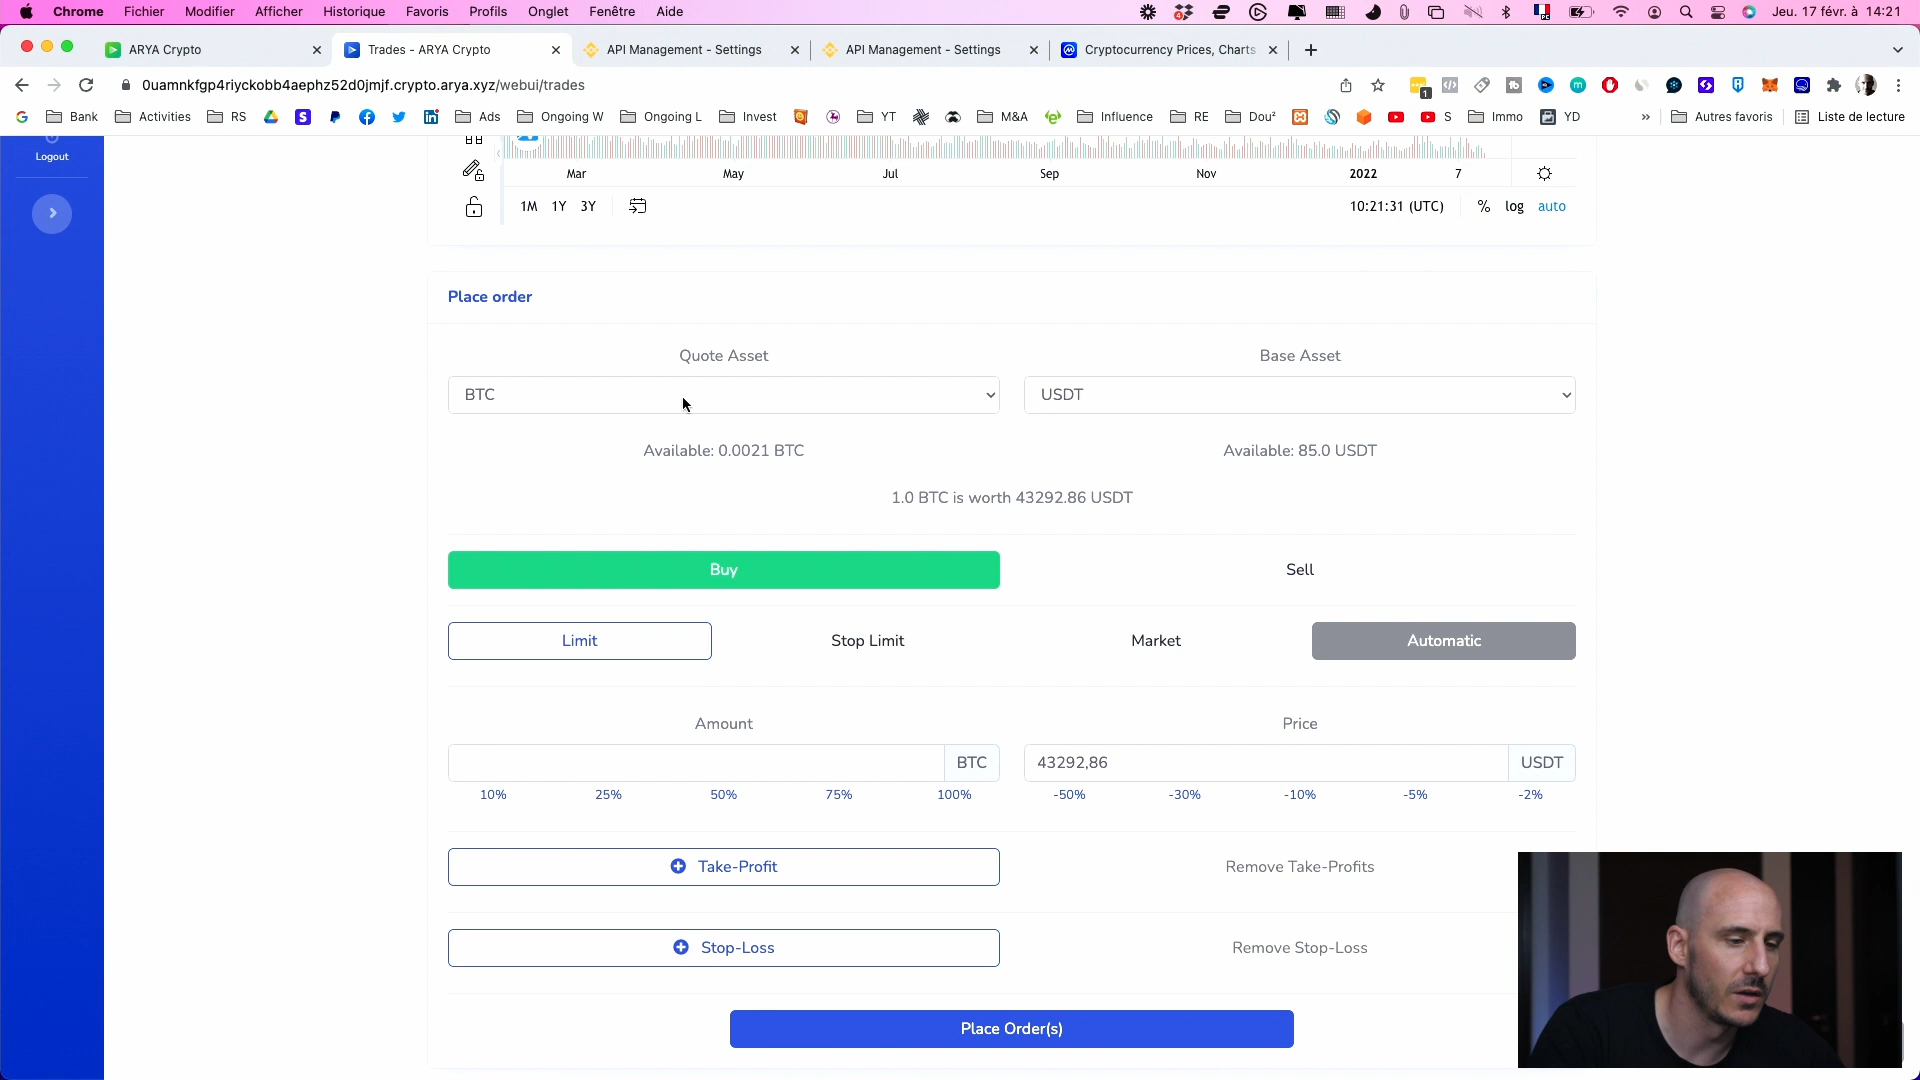 Chrome Fichier Modifier Afficher Historique Favoris Profils Onglet Fenêtre Aide Jeu. 17 févr. à 14:21
ARYA Crypto Trades - ARYA Crypto API Management - Settings API Management - Settings Cryptocurrency Prices, Charts
0uamnkfgp4riyckobb4aephz52d0jmjf.crypto.arya.xyz/webui/trades
Bank Activities RS Ads Ongoing W Ongoing L Invest YT M&A Influence RE Dou² S Immo YD » Autres favoris Liste de lecture
Logout
Mar May Jul Sep Nov 2022 7
1M 1Y 3Y 10:21:31 (UTC) % log auto
Place order
Quote Asset Base Asset
BTC USDT
Available: 0.0021 BTC Available: 85.0 USDT
1.0 BTC is worth 43292.86 USDT
Buy Sell
Limit Stop Limit Market Automatic
Amount Price
BTC 43292,86 USDT
10% 25% 50% 75% 100% -50% -30% -10% -5% -2%
Take-Profit Remove Take-Profits
Stop-Loss Remove Stop-Loss
Place Order(s)